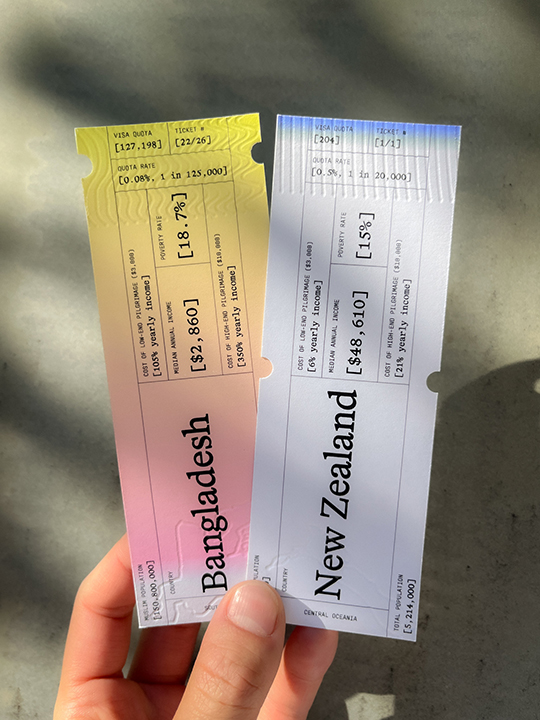 VISA QUOTA
[127,198]
TICKET #
[22/26]
QUOTA RATE
[0.08%, 1 in 125,000]
COST OF LOW-END PILGRIMAGE ($3,000)
[105% yearly income]
POVERTY RATE
[18.7%]
MEDIAN ANNUAL INCOME
[$2,860]
COST OF HIGH-END PILGRIMAGE ($10,000)
[350% yearly income]
MUSLIM POPULATION
[150,800,000]
COUNTRY
Bangladesh
VISA QUOTA
[204]
TICKET #
[1/1]
QUOTA RATE
[0.5%, 1 in 20,000]
COST OF LOW-END PILGRIMAGE ($3,000)
[6% yearly income]
POVERTY RATE
[15%]
MEDIAN ANNUAL INCOME
[$48,610]
COST OF HIGH-END PILGRIMAGE ($10,000)
[21% yearly income]
COUNTRY
New Zealand
TOTAL POPULATION
[5,214,000]
CENTRAL OCEANIA